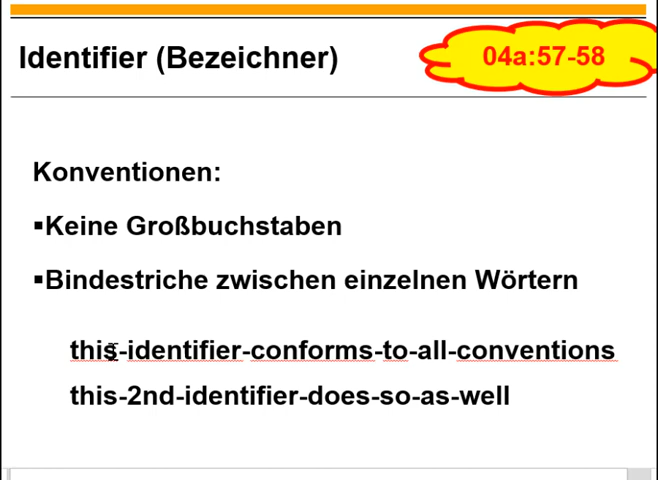 Identifier (Bezeichner)
04a:57-58
Konventionen:
▪Keine Großbuchstaben
▪Bindestriche zwischen einzelnen Wörtern
this-identifier-conforms-to-all-conventions
this-2nd-identifier-does-so-as-well